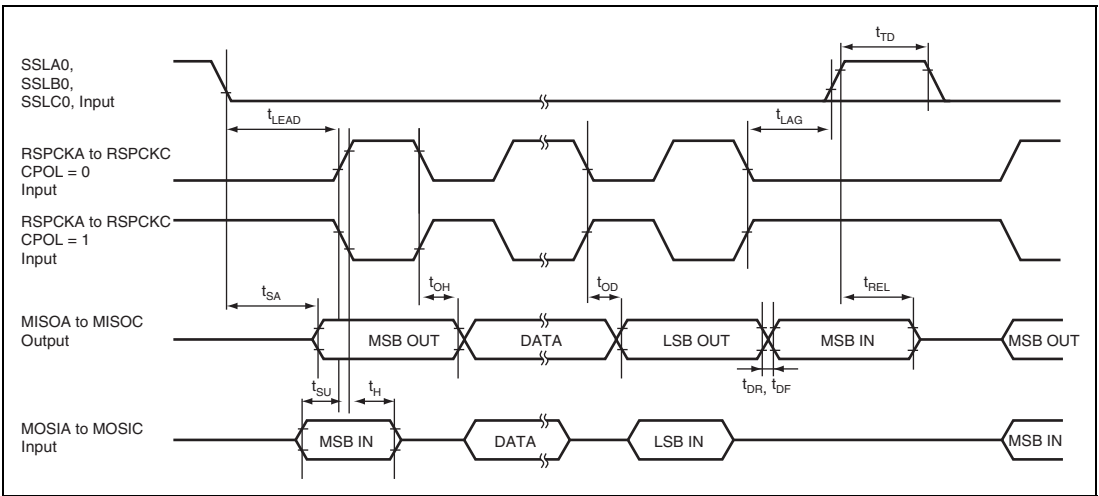 SSLA0,
SSLB0,
SSLC0, Input
tTD
tLEAD
tLAG
RSPCKA to RSPCKC
CPOL = 0
Input
RSPCKA to RSPCKC
CPOL = 1
Input
tSA
tOH
tOD
tREL
MISOA to MISOC
Output
MSB OUT
DATA
LSB OUT
MSB IN
MSB OUT
tSU
tH
tDR, tDF
MOSIA to MOSIC
Input
MSB IN
DATA
LSB IN
MSB IN